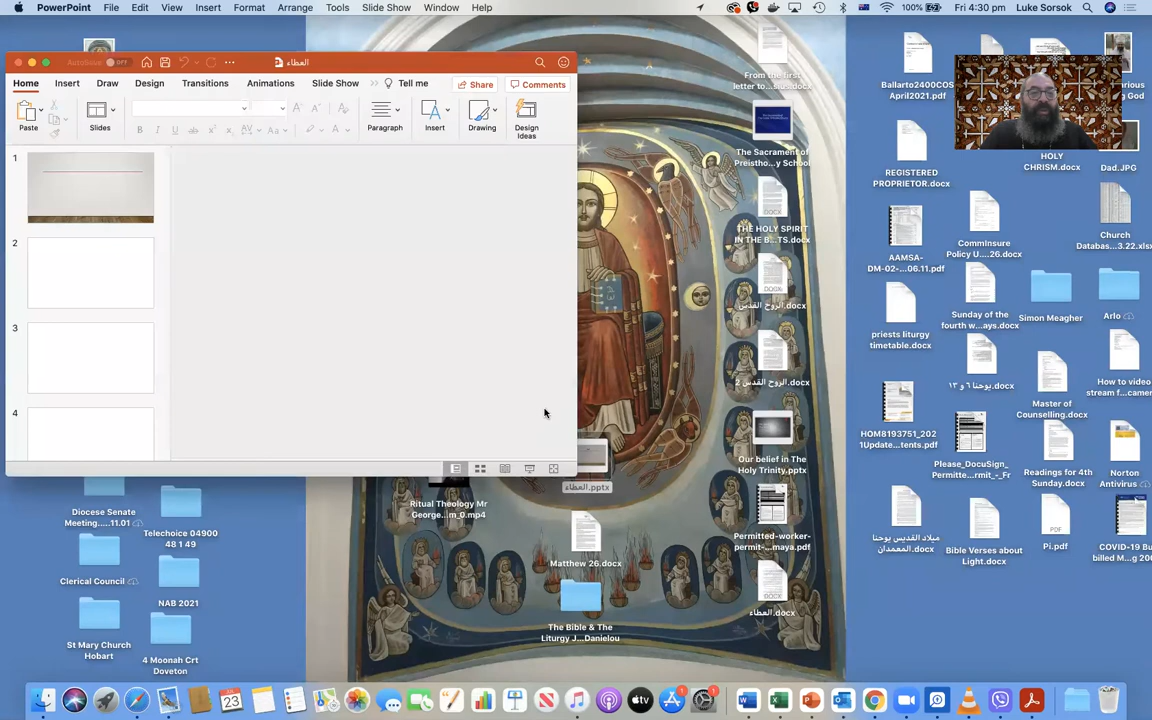 PowerPoint File Edit View Insert Format Arrange Tools Slide Show Window Help
100% Fri 4:30 pm Luke Sorsok
AutoSave OFF
العطاء
Home Insert Draw Design Transitions Animations Slide Show Tell me Share Comments
Paste Slides Paragraph Insert Drawing Design
Ideas
1
2
3
4
From the first
letter to
The Sacrament of
Preistho...y School
THE HOLY SPIRIT
IN THE B...TS.docx
الروح القدس.docx
الروح القدس 2.docx
Our belief in The
Holy Trinity.pptx
Permitted-worker-
permit-...maya.pdf
العطاء.docx
العطاء.pptx
Ritual Theology Mr
George...m_0.mp4
Matthew 26.docx
The Bible & The
Liturgy J...Danielou
Diocese Senate
Meeting.....11.01
Telechoice 04900
48 1 49
Clerical Council
NAB 2021
St Mary Church
Hobart
4 Moonah Crt
Doveton
Ballarto2400COS
April2021.pdf
God
REGISTERED
PROPRIETOR.docx
HOLY
CHRISM.docx
Dad.JPG
AAMSA-
DM-02-...06.11.pdf
CommInsure
Policy U....26.docx
Church
Databas...3.22.xlsx
priests liturgy
timetable.docx
Sunday of the
fourth w...ays.docx
Simon Meagher
Arlo
يوحنا ٦ و ١٣.docx
Master of
Counselling.docx
How to video
stream f...camer
HOM8193751_202
1Update...tents.pdf
Please_DocuSign_
Permitte...rmit_-_Fr
Readings for 4th
Sunday.docx
Norton
Antivirus
ميلاد القديس يوحنا
المعمدان.docx
Bible Verses about
Light.docx
Pi.pdf
COVID-19 Bu
billed M...g 20
JUL
23
tv